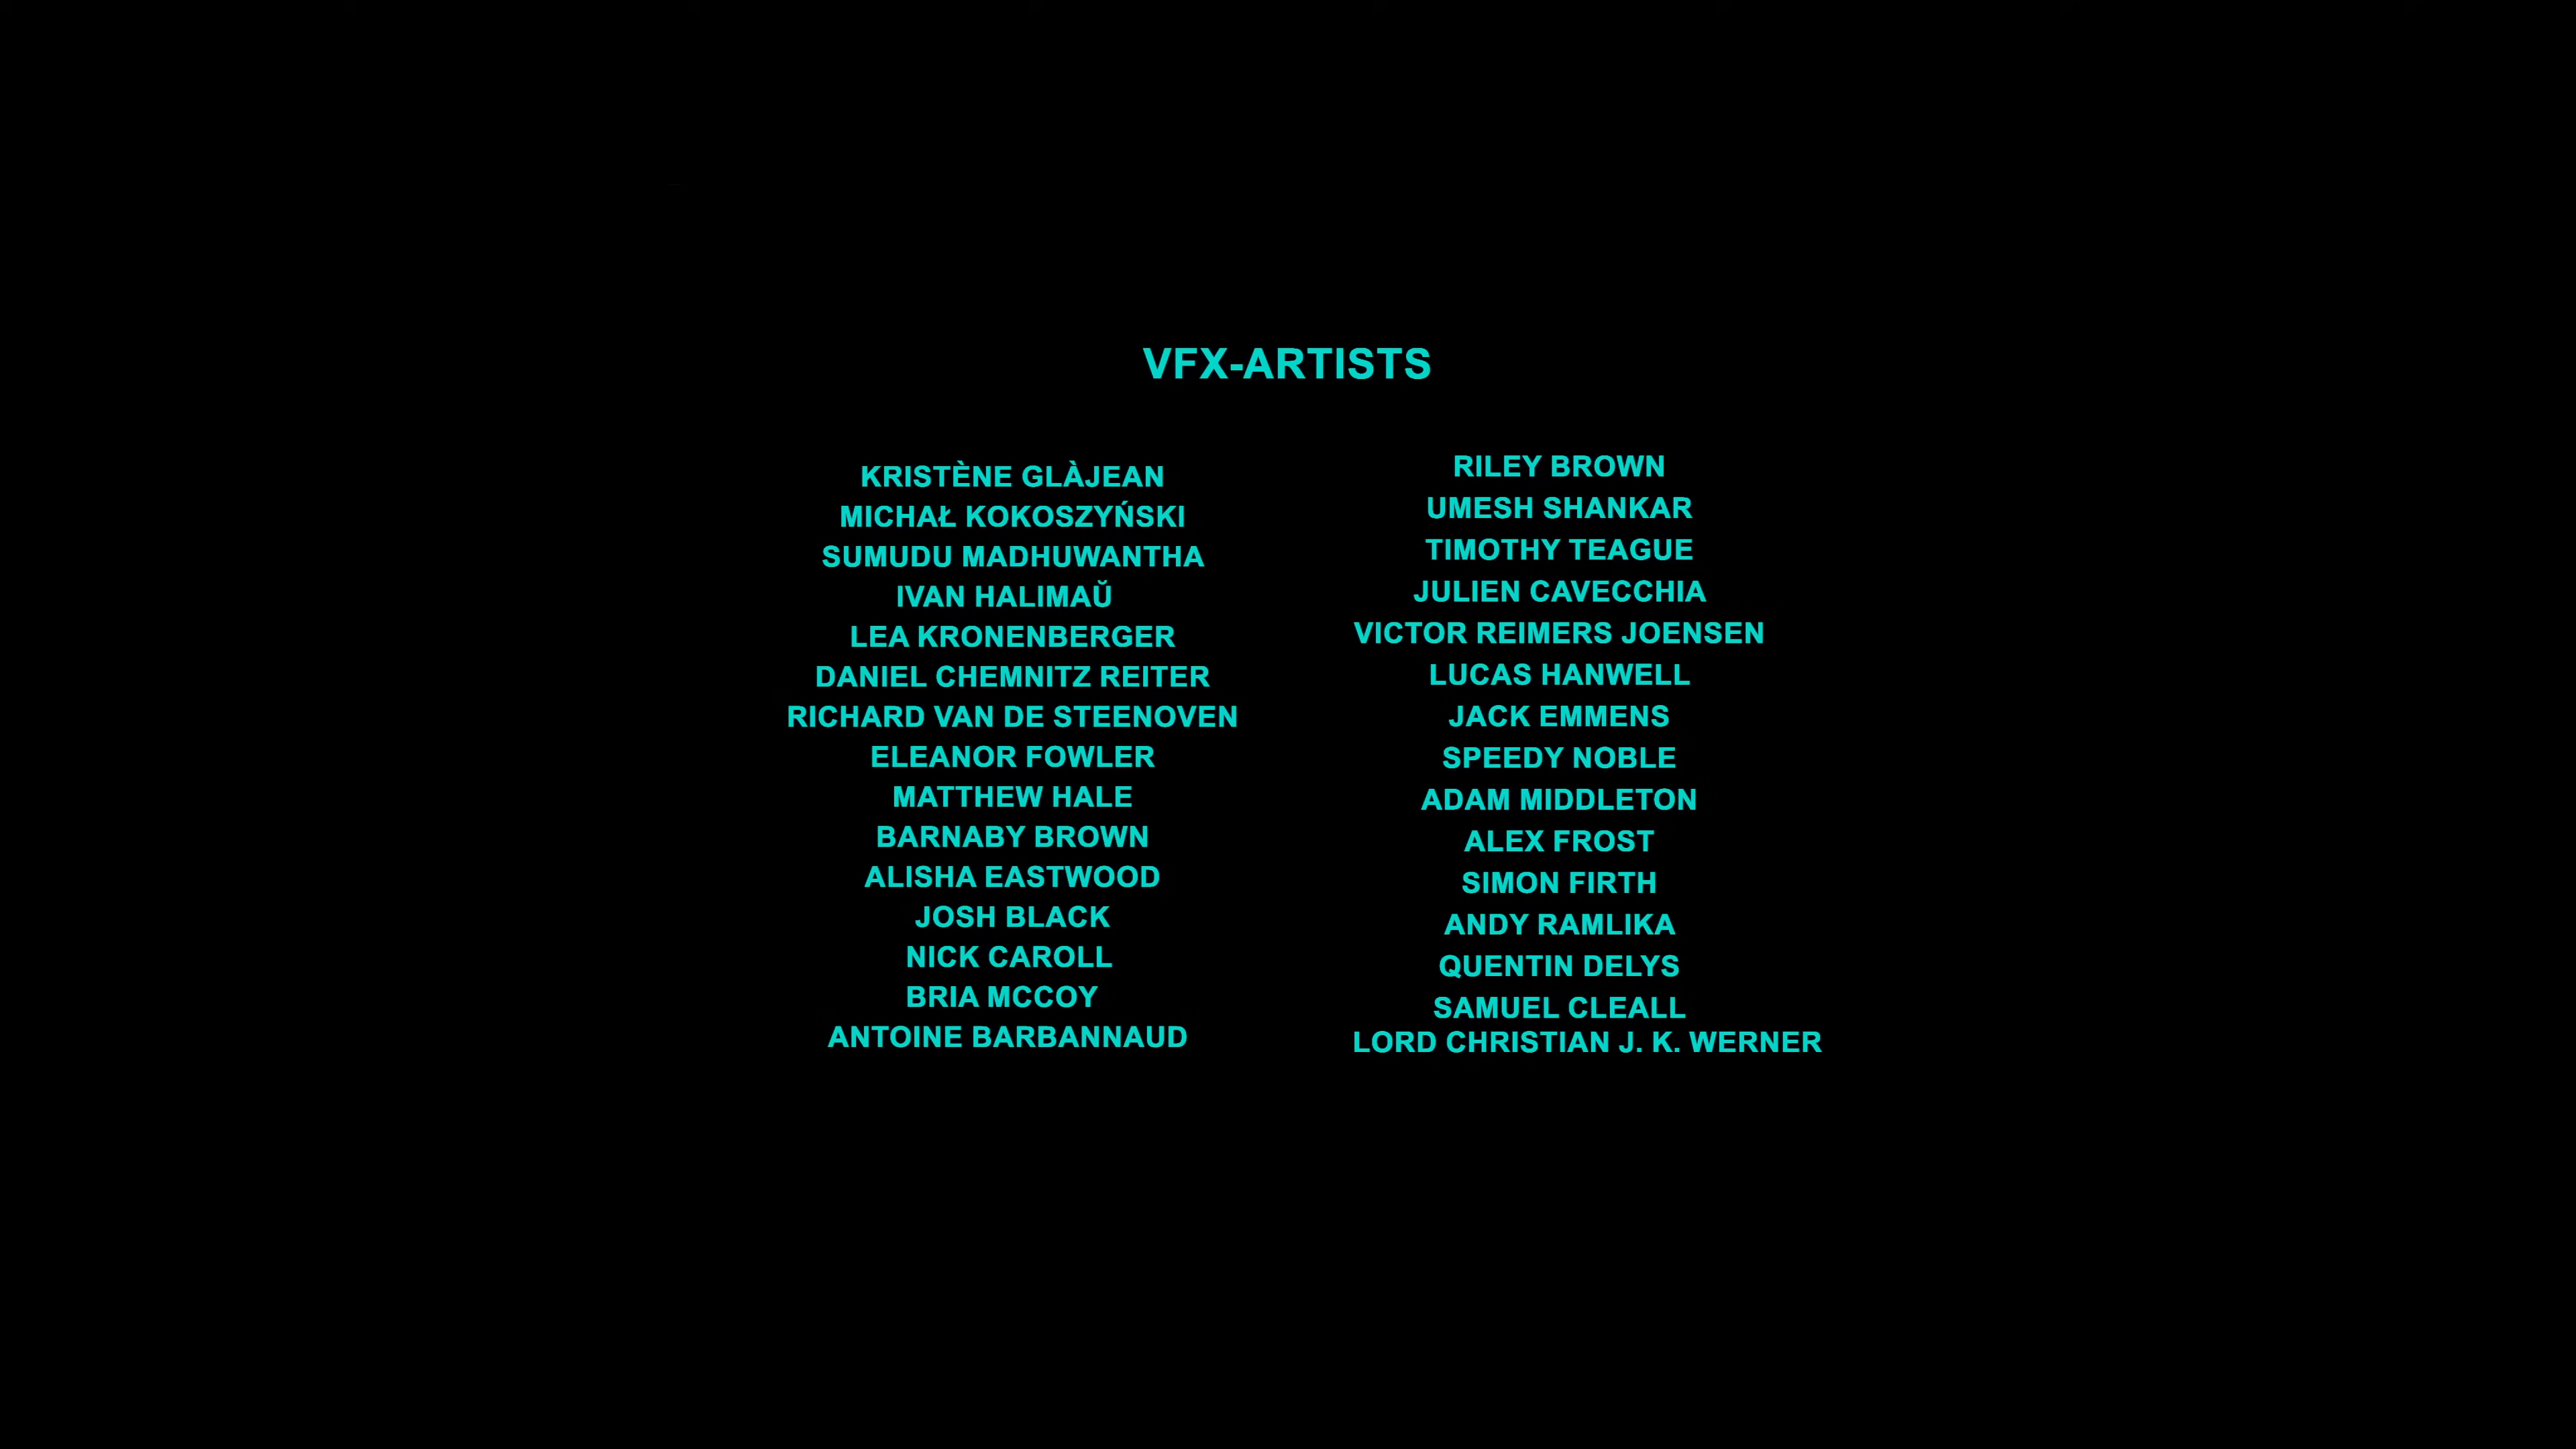 VFX-ARTISTS
KRISTÈNE GLÀJEAN
MICHAŁ KOKOSZYŃSKI
SUMUDU MADHUWANTHA
IVAN HALIMAŬ
LEA KRONENBERGER
DANIEL CHEMNITZ REITER
RICHARD VAN DE STEENOVEN
ELEANOR FOWLER
MATTHEW HALE
BARNABY BROWN
ALISHA EASTWOOD
JOSH BLACK
NICK CAROLL
BRIA MCCOY
ANTOINE BARBANNAUD
RILEY BROWN
UMESH SHANKAR
TIMOTHY TEAGUE
JULIEN CAVECCHIA
VICTOR REIMERS JOENSEN
LUCAS HANWELL
JACK EMMENS
SPEEDY NOBLE
ADAM MIDDLETON
ALEX FROST
SIMON FIRTH
ANDY RAMLIKA
QUENTIN DELYS
SAMUEL CLEALL
LORD CHRISTIAN J. K. WERNER